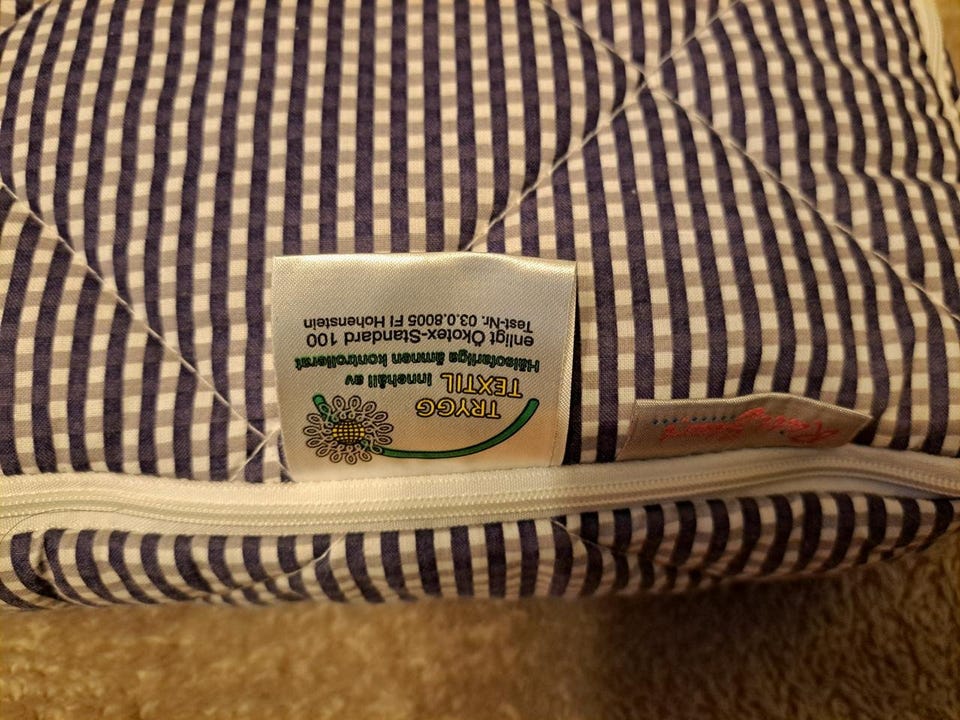 TRYGG
TEXTIL Innehåll av
Hälsofarliga ämnen kontrollerat
enligt Ökotex-Standard 100
Test-Nr. 03.0.8005 FI Hohenstein